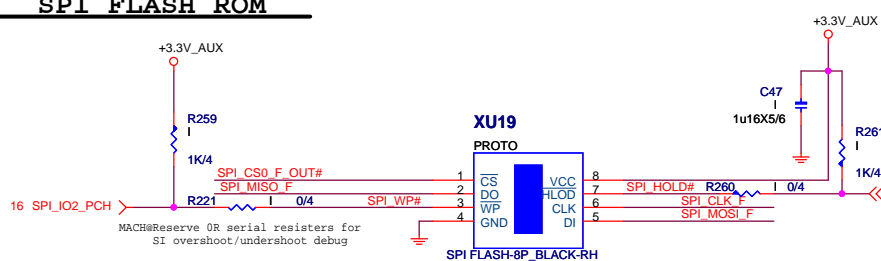 SPI FLASH ROM
+3.3V_AUX
+3.3V_AUX
C47
I
1u16X5/6
R259
I
1K/4
R261
I
1K/4
XU19
PROTO
SPI_CS0_F_OUT#
1
CS
VCC
8
SPI_MISO_F
2
DO
HLOD
7
SPI_HOLD#
R260
I
0/4
16 SPI_IO2_PCH
R221
I
0/4
SPI_WP#
3
WP
CLK
6
SPI_CLK_F
4
GND
DI
5
SPI_MOSI_F
MACH@Reserve 0R serial resisters for
SI overshoot/undershoot debug
SPI FLASH-8P_BLACK-RH